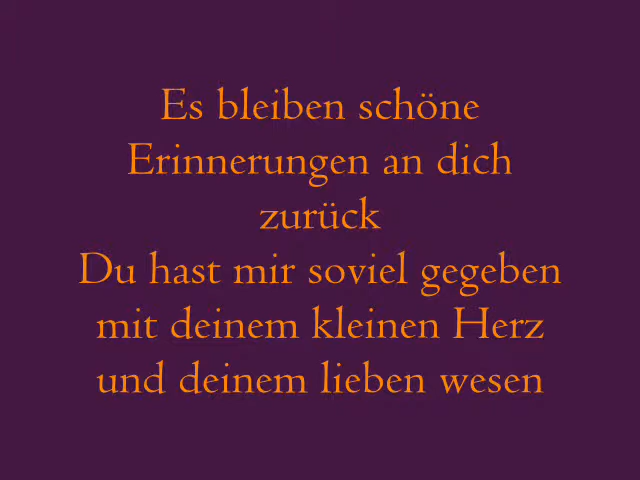 Es bleiben schöne
Erinnerungen an dich
zurück
Du hast mir soviel gegeben
mit deinem kleinen Herz
und deinem lieben wesen